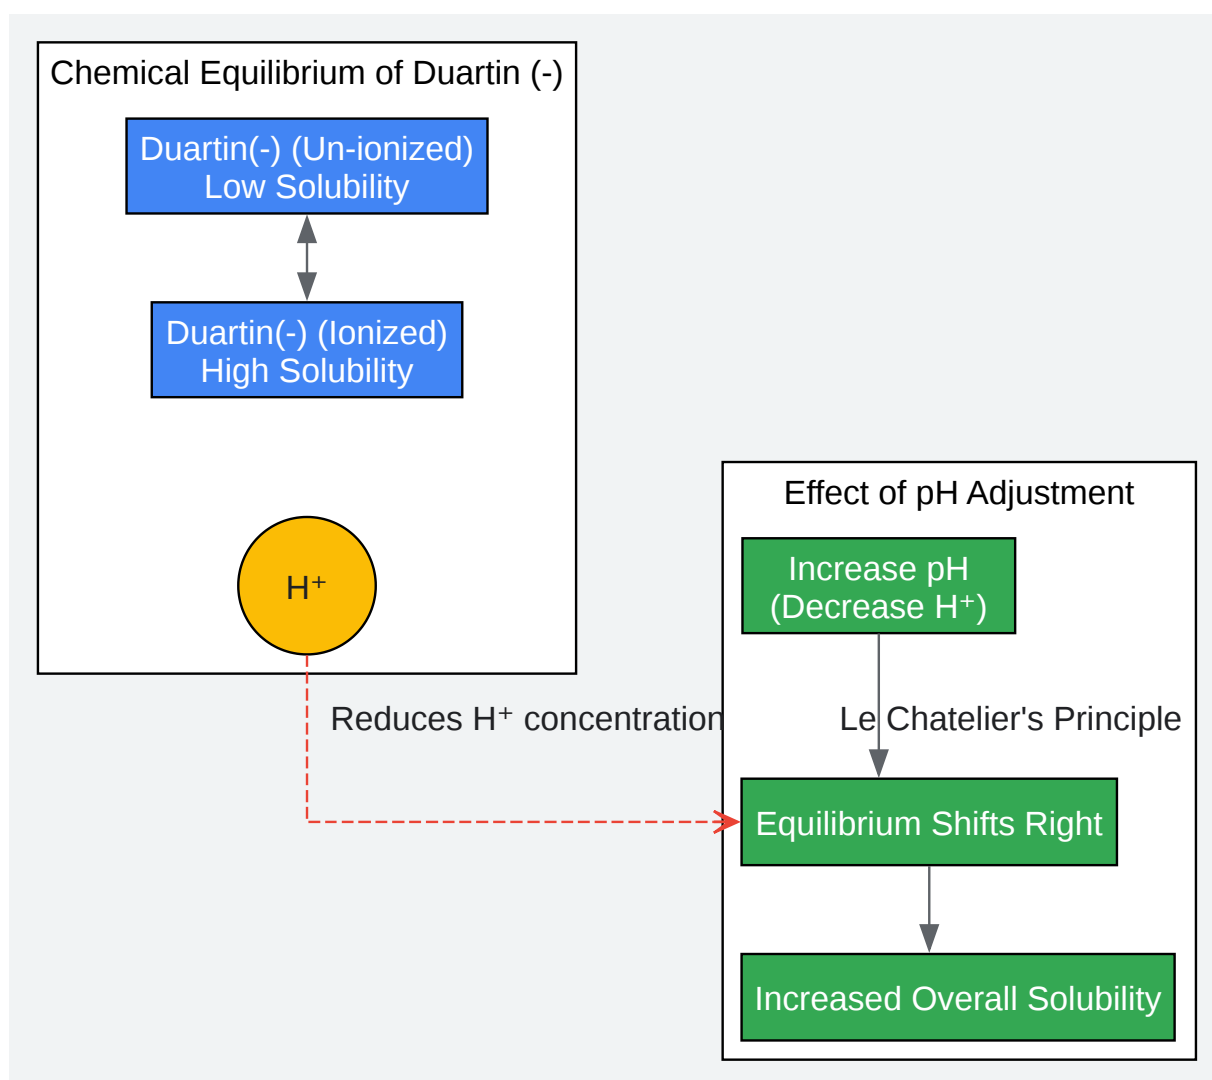 Chemical Equilibrium of Duartin (-)
Duartin(-) (Un-ionized)
Low Solubility
Duartin(-) (Ionized)
High Solubility
H⁺
Reduces H⁺ concentration
Effect of pH Adjustment
Increase pH
(Decrease H⁺)
Le Chatelier's Principle
Equilibrium Shifts Right
Increased Overall Solubility